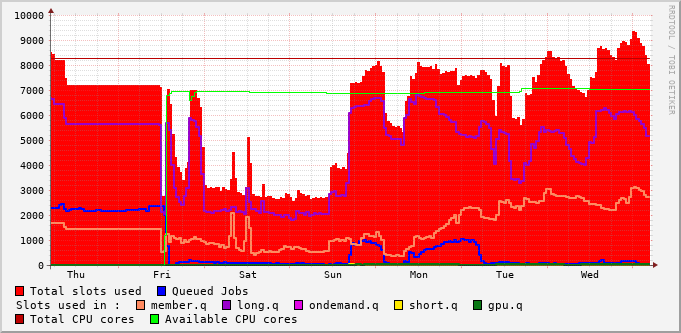 RRDTOOL / TOBI OETIKER
10000
9000
8000
7000
6000
5000
4000
3000
2000
1000
0
Thu Fri Sat Sun Mon Tue Wed
Total slots used Queued Jobs
Slots used in : member.q long.q ondemand.q short.q gpu.q
Total CPU cores Available CPU cores